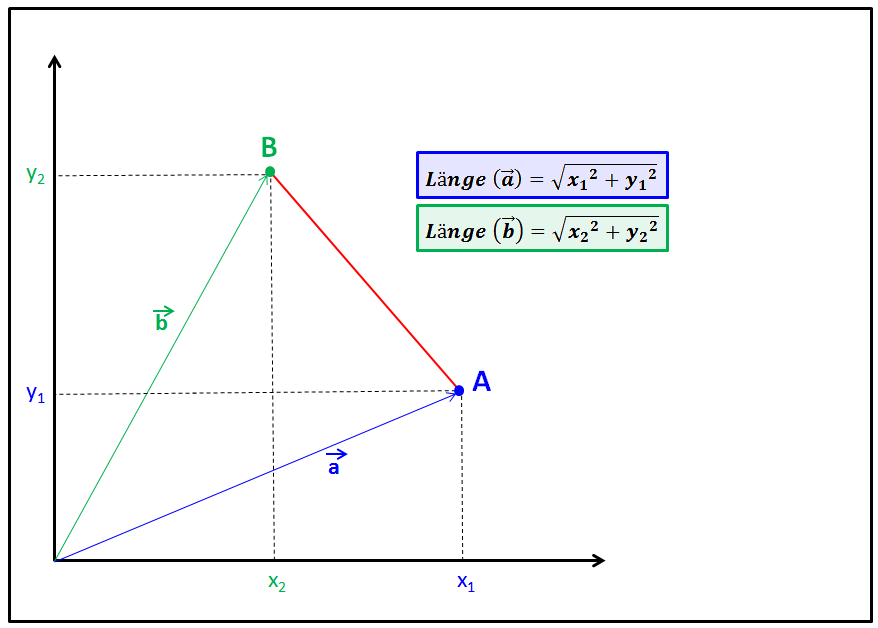 B
y₂
Länge (a⃗) = √(x₁² + y₁²)
Länge (b⃗) = √(x₂² + y₂²)
b⃗
A
y₁
a⃗
x₂
x₁